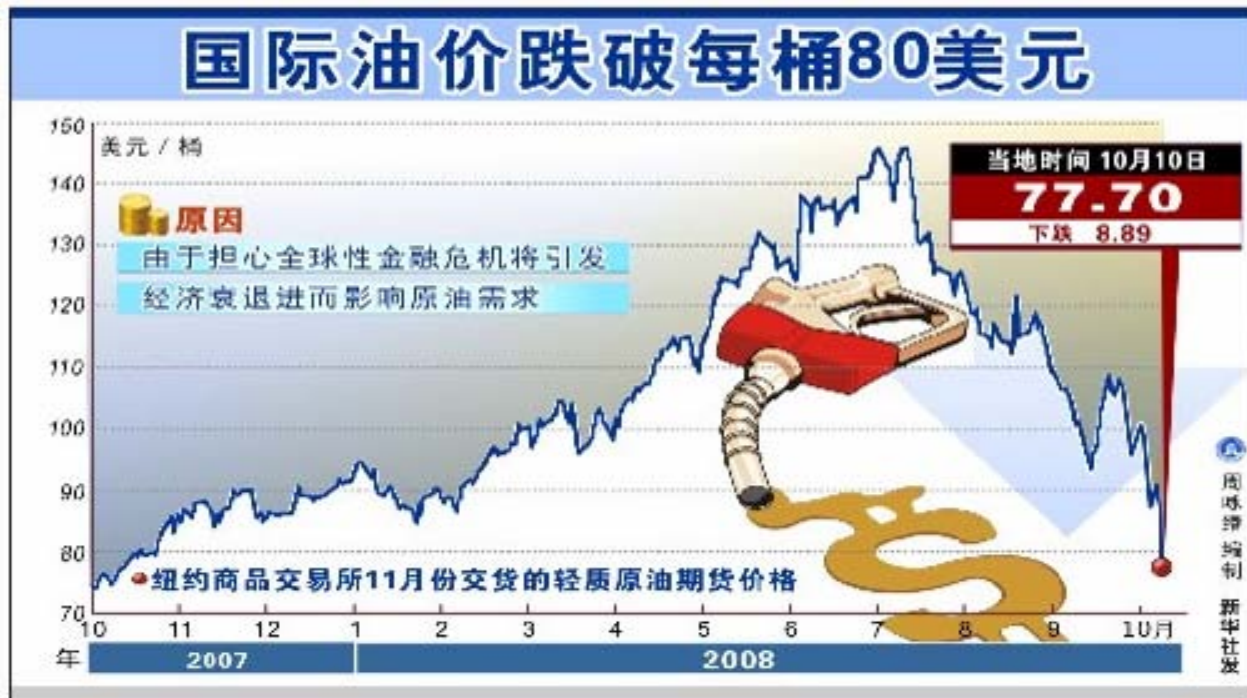 国际油价跌破每桶80美元
150
美元 / 桶
140
130
120
110
100
90
80
70
原因
由于担心全球性金融危机将引发
经济衰退进而影响原油需求
当地时间 10月10日
77.70
下跌 8.89
纽约商品交易所11月份交货的轻质原油期货价格
10 11 12 1 2 3 4 5 6 7 8 9 10月
年 2007 2008
周 编制 新华社发